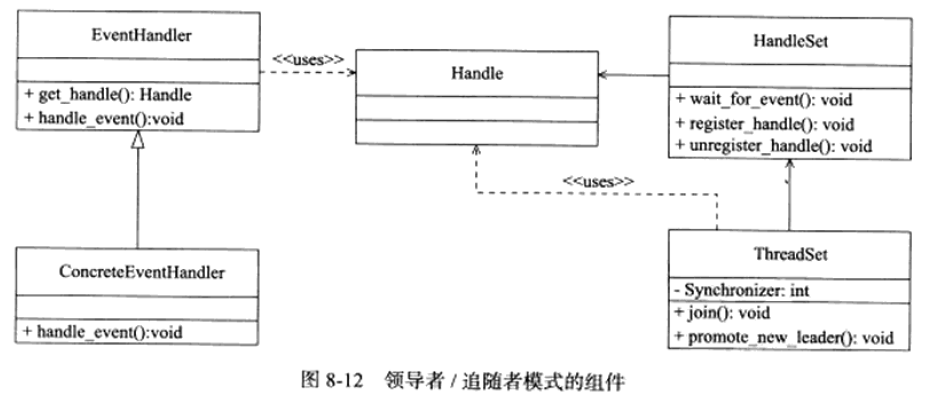 EventHandler
+ get_handle(): Handle
+ handle_event():void
<<uses>>
Handle
HandleSet
+ wait_for_event(): void
+ register_handle(): void
+ unregister_handle(): void
<<uses>>
ConcreteEventHandler
+ handle_event():void
ThreadSet
- Synchronizer: int
+ join(): void
+ promote_new_leader(): void
图 8-12 领导者 / 追随者模式的组件